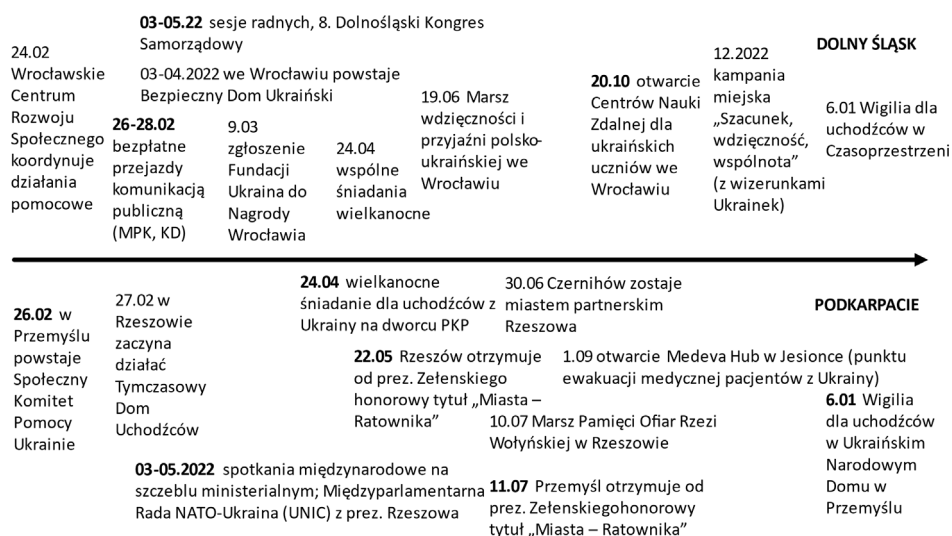 03-05.22 sesje radnych, 8. Dolnośląski Kongres
Samorządowy
DOLNY ŚLĄSK
24.02
Wrocławskie
Centrum
Rozwoju
Społecznego
koordynuje
działania
pomocowe
03-04.2022 we Wrocławiu powstaje
Bezpieczny Dom Ukraiński
26-28.02
bezpłatne
przejazdy
komunikacją
publiczną
(MPK, KD)
9.03
zgłoszenie
Fundacji
Ukraina do
Nagrody
Wrocławia
24.04
wspólne
śniadania
wielkanocne
19.06 Marsz
wdzięczności i
przyjaźni polsko-
ukraińskiej we
Wrocławiu
20.10 otwarcie
Centrów Nauki
Zdalnej dla
ukraińskich
uczniów we
Wrocławiu
12.2022
kampania
miejska
„Szacunek,
wdzięczność,
wspólnota”
(z wizerunkami
Ukrainek)
6.01 Wigilia dla
uchodźców w
Czasoprzestrzeni
PODKARPACIE
26.02 w
Przemyślu
powstaje
Społeczny
Komitet
Pomocy
Ukrainie
27.02 w
Rzeszowie
zaczyna
działać
Tymczasowy
Dom
Uchodźców
24.04 wielkanocne
śniadanie dla uchodźców z
Ukrainy na dworcu PKP
30.06 Czernihów zostaje
miastem partnerskim
Rzeszowa
22.05 Rzeszów otrzymuje
od prez. Zełenskiego
honorowy tytuł „Miasta –
Ratownika”
1.09 otwarcie Medeva Hub w Jesionce (punktu
ewakuacji medycznej pacjentów z Ukrainy)
10.07 Marsz Pamięci Ofiar Rzezi
Wołyńskiej w Rzeszowie
6.01 Wigilia
dla uchodźców
w Ukraińskim
Narodowym
Domu w
Przemyślu
03-05.2022 spotkania międzynarodowe na
szczeblu ministerialnym; Międzyparlamentarna
Rada NATO-Ukraina (UNIC) z prez. Rzeszowa
11.07 Przemyśl otrzymuje od
prez. Zełenskiegohonorowy
tytuł „Miasta – Ratownika”